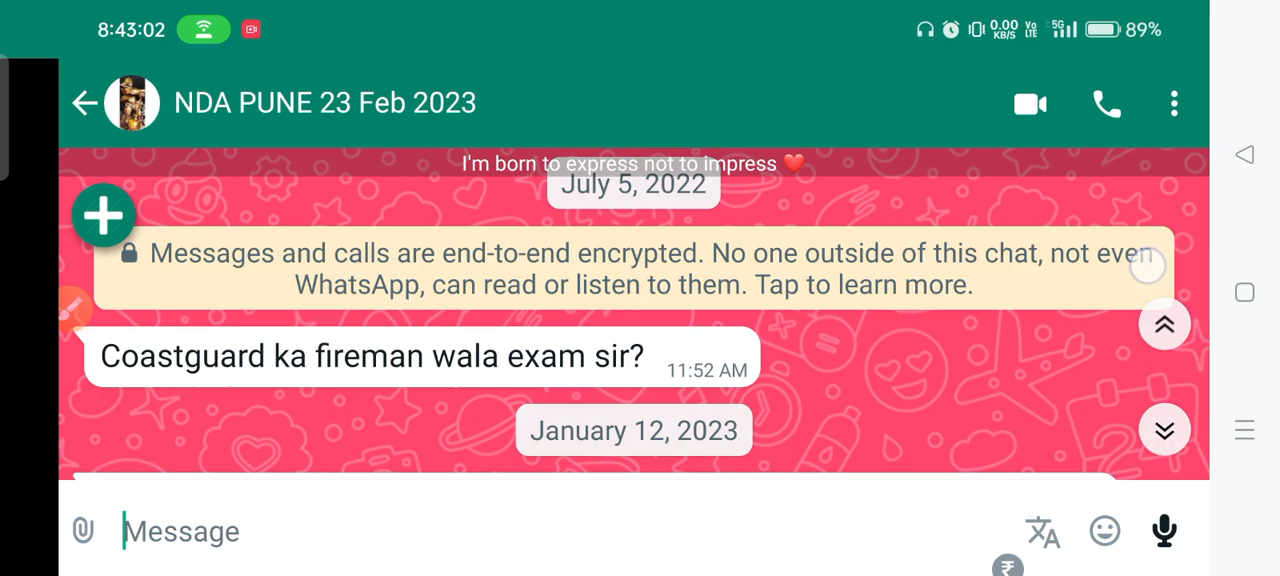 8:43:02
0.00 KB/S VO LTE 5G 89%
NDA PUNE 23 Feb 2023
I'm born to express not to impress ❤️
July 5, 2022
Messages and calls are end-to-end encrypted. No one outside of this chat, not even
WhatsApp, can read or listen to them. Tap to learn more.
Coastguard ka fireman wala exam sir? 11:52 AM
January 12, 2023
Message
₹